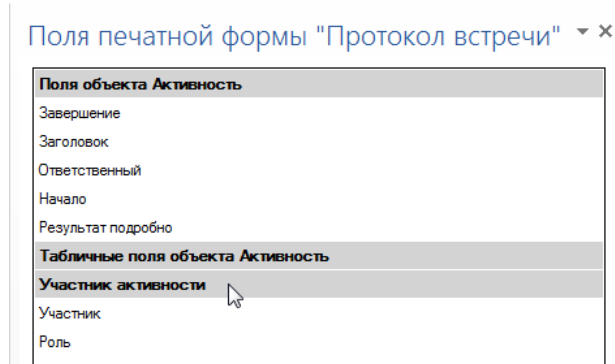 Поля печатной формы "Протокол встречи"
Поля объекта Активность
Завершение
Заголовок
Ответственный
Начало
Результат подробно
Табличные поля объекта Активность
Участник активности
Участник
Роль